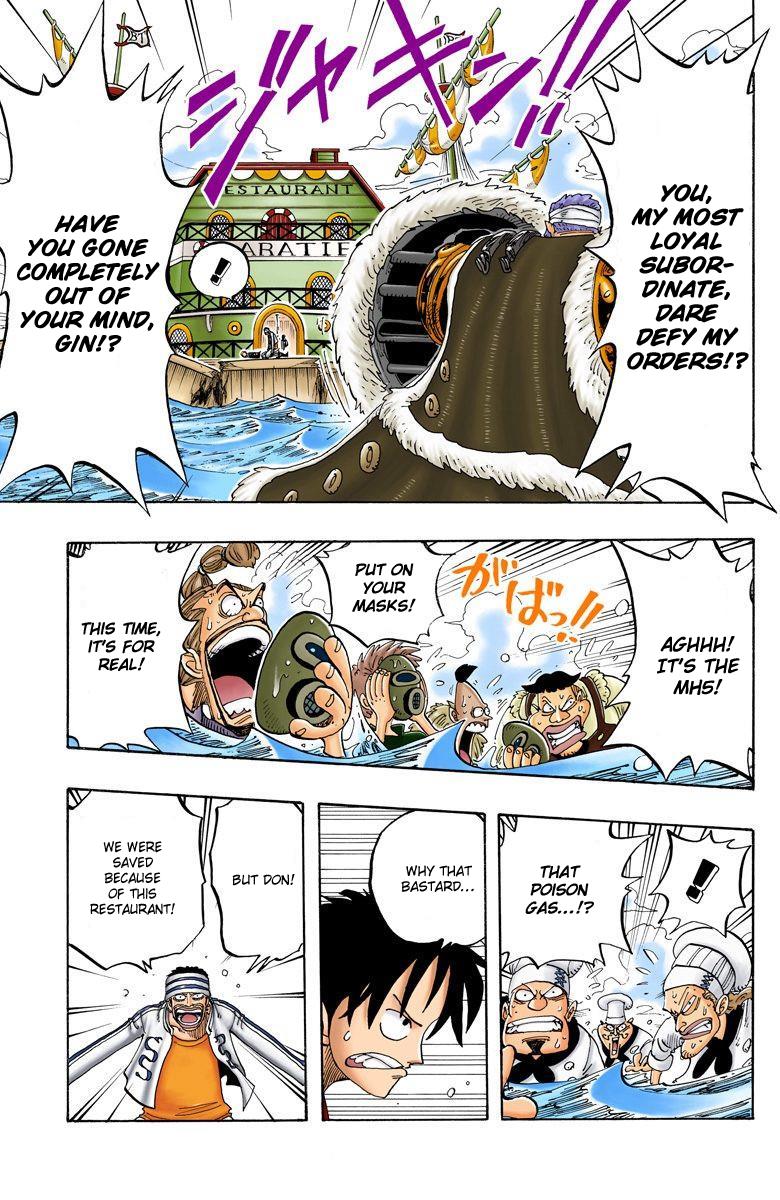 ジャキン!!
YOU,
MY MOST
LOYAL
SUBOR-
DINATE,
DARE
DEFY MY
ORDERS!?
RESTAURANT
BARATIE
!
HAVE
YOU GONE
COMPLETELY
OUT OF
YOUR MIND,
GIN!?
AGHHH!
IT'S THE
MH5!
がばっ!!
PUT ON
YOUR
MASKS!
THIS TIME,
IT'S FOR
REAL!
!
THAT
POISON
GAS...!?
WHY THAT
BASTARD...
BUT DON!
WE WERE
SAVED
BECAUSE
OF THIS
RESTAURANT!